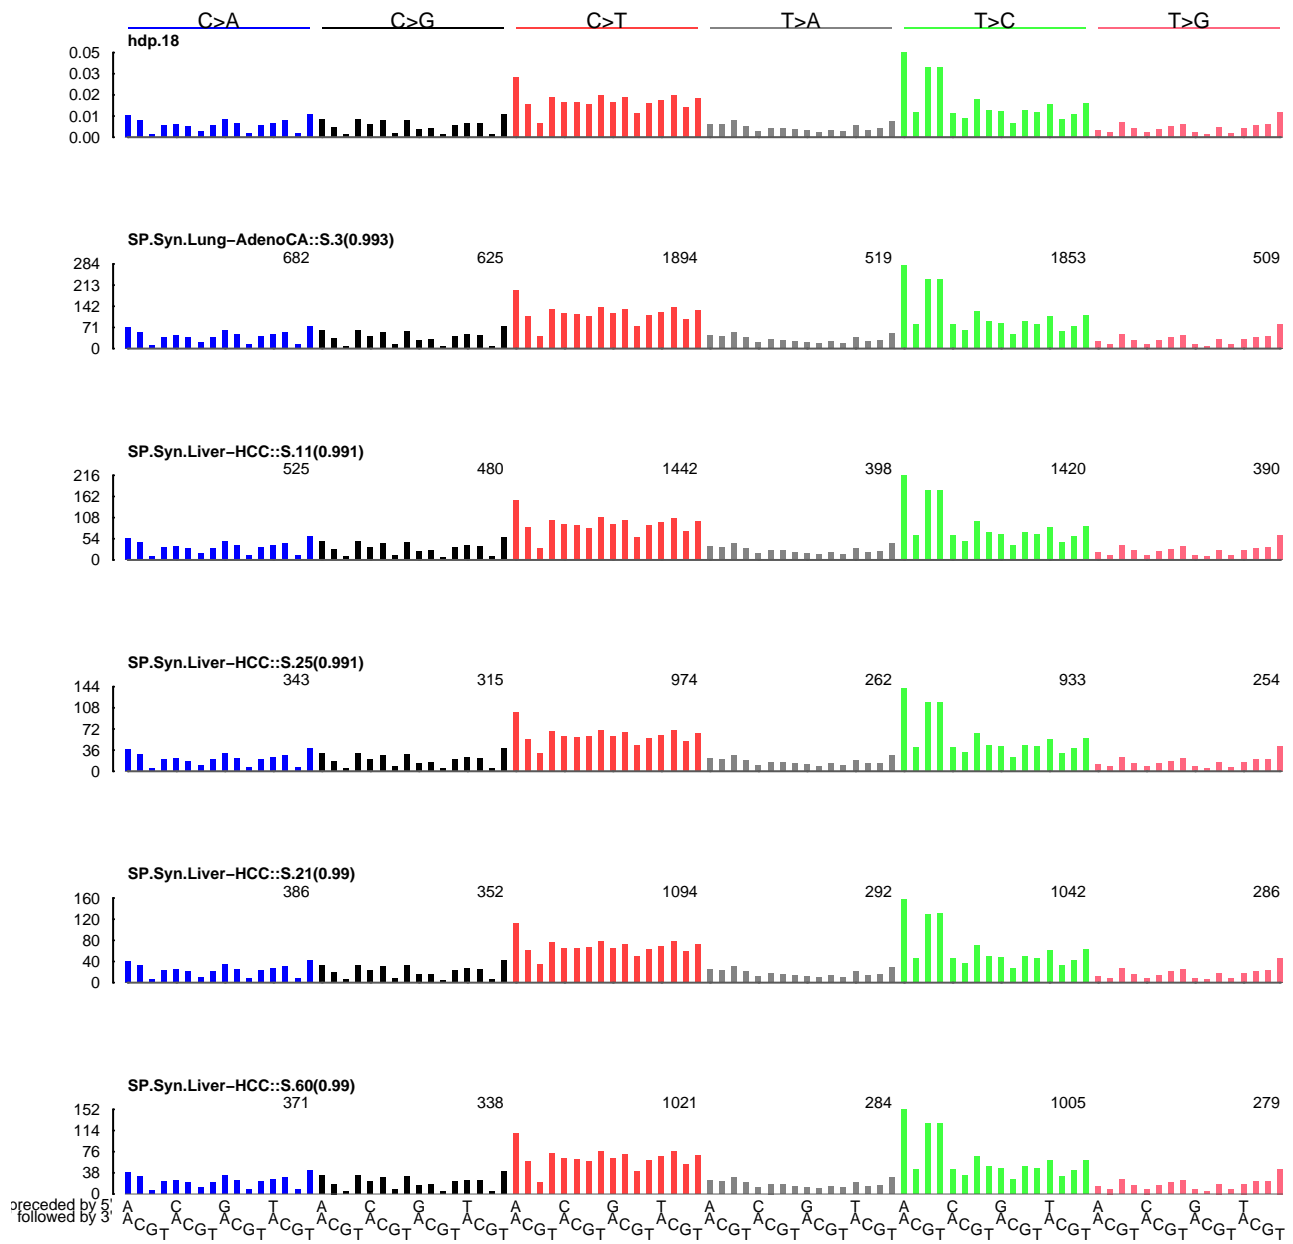 C>A C>G C>T T>A T>C T>G
hdp.18
0.05
0.03
0.02
0.01
0.00
SP.Syn.Lung−AdenoCA::S.3(0.993)
682 625 1894 519 1853 509
284
213
142
71
0
SP.Syn.Liver−HCC::S.11(0.991)
525 480 1442 398 1420 390
216
162
108
54
0
SP.Syn.Liver−HCC::S.25(0.991)
343 315 974 262 933 254
144
108
72
36
0
SP.Syn.Liver−HCC::S.21(0.99)
386 352 1094 292 1042 286
160
120
80
40
0
SP.Syn.Liver−HCC::S.60(0.99)
371 338 1021 284 1005 279
152
114
76
38
0
preceded by 5' A C G T A C G T A C G T A C G T A C G T A C G T
followed by 3' A C G T A C G T A C G T A C G T A C G T A C G T A C G T A C G T A C G T A C G T A C G T A C G T A C G T A C G T A C G T A C G T A C G T A C G T A C G T A C G T A C G T A C G T A C G T A C G T